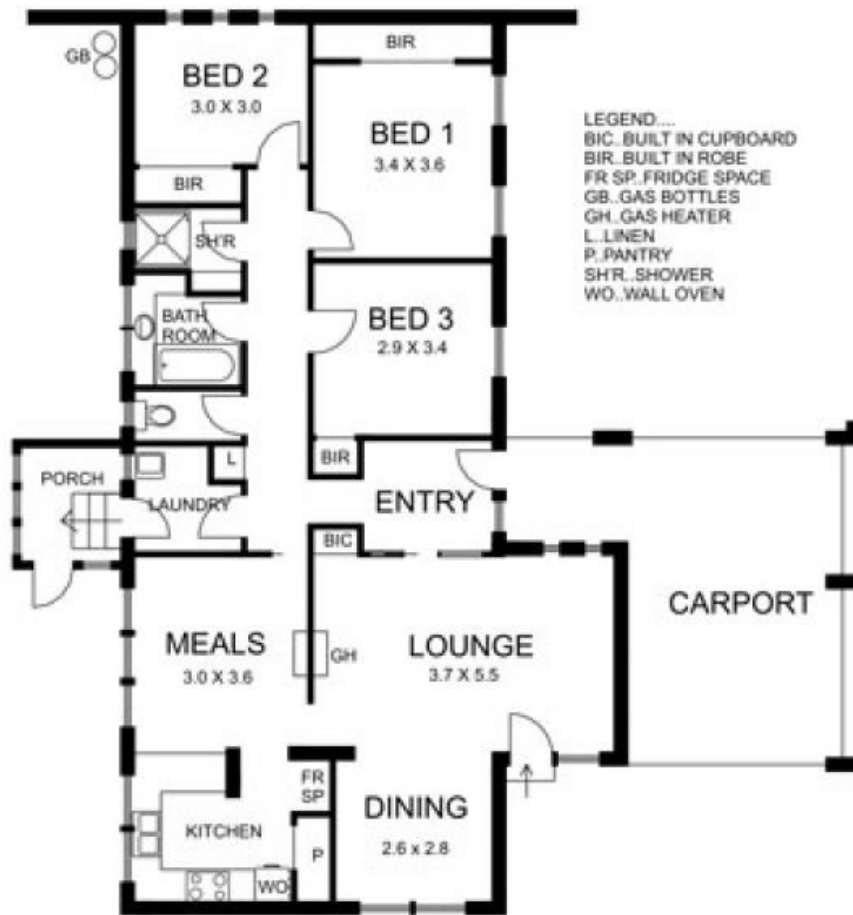 BIR
GB
BED 2
3.0 X 3.0
BED 1
3.4 X 3.6
LEGEND....
BIC..BUILT IN CUPBOARD
BIR..BUILT IN ROBE
FR SP..FRIDGE SPACE
GB..GAS BOTTLES
GH..GAS HEATER
L..LINEN
P..PANTRY
SH'R..SHOWER
WO..WALL OVEN
BIR
SH'R
BATH
ROOM
BED 3
2.9 X 3.4
BIR
L
PORCH
LAUNDRY
ENTRY
BIC
CARPORT
MEALS
3.0 X 3.6
GH
LOUNGE
3.7 X 5.5
FR
SP
DINING
2.6 x 2.8
KITCHEN
P
WO